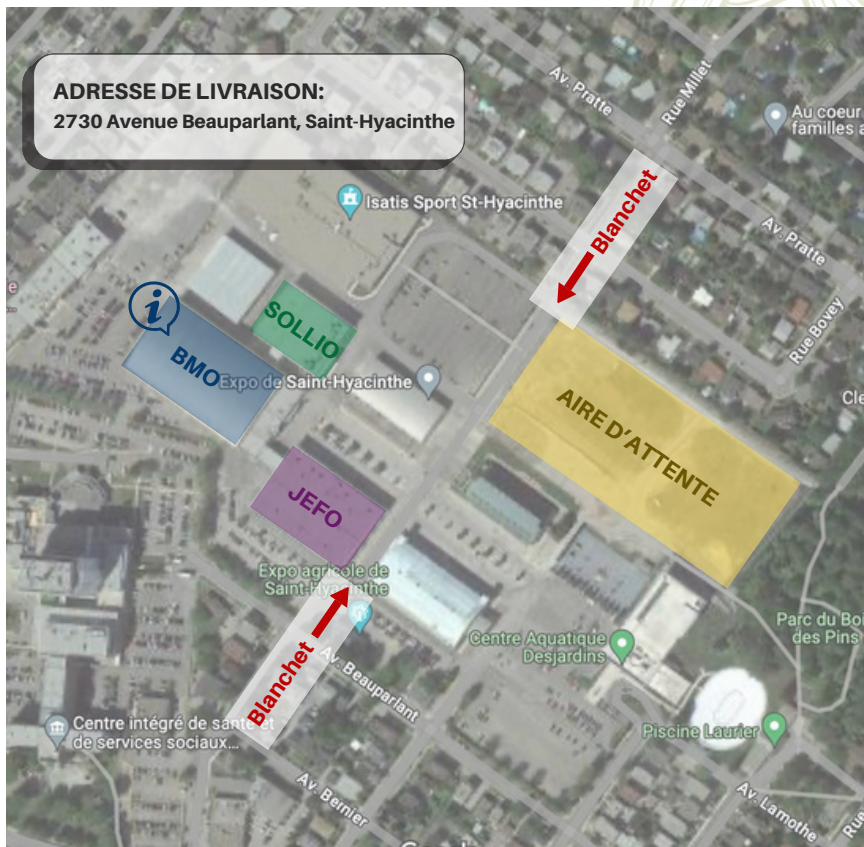 ADRESSE DE LIVRAISON:
2730 Avenue Beauparlant, Saint-Hyacinthe
Av. Pratte
Rue Millet
Au coeur
familles a
Isatis Sport St-Hyacinthe
Blanchet
Av. Pratte
e
i
SOLLIO
Rue Bovey
BMO
Expo de Saint-Hyacinthe
Cle
AIRE D'ATTENTE
JEFO
Expo agricole de
Saint-Hyacinthe
Centre Aquatique
Desjardins
Parc du Boi
des Pins
Blanchet
Av. Beauparlant
Centre intégré de santé et
de services sociaux...
Piscine Laurier
Av. Bernier
Av. Lamothe
Rue